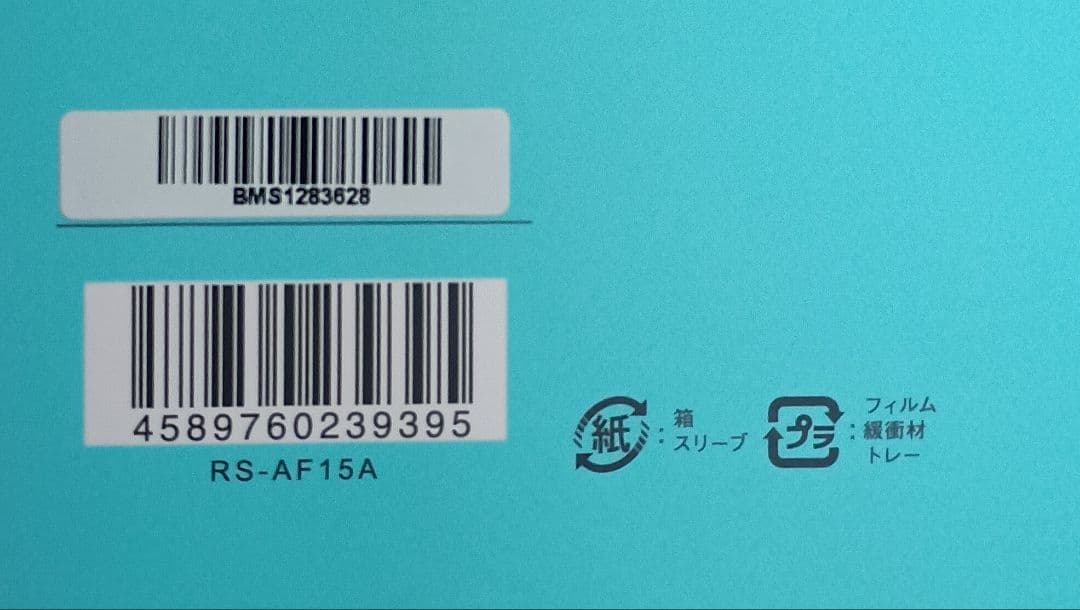 BMS1283628
4589760239395
RS-AF15A
紙:箱
スリーブ
プラ:フィルム
緩衝材
トレー